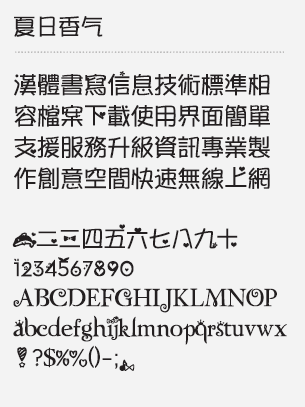 夏日香气
漢體書寫信息技術標準相
容檔案下載使用界面簡單
支援服務升級資訊專業製
作創意空間快速無線上網
一二三四五六七八九十
1234567890
ABCDEFGHIJKLMNOP
abcdefghijklmnopqrstuvwx
!?$%%()-;